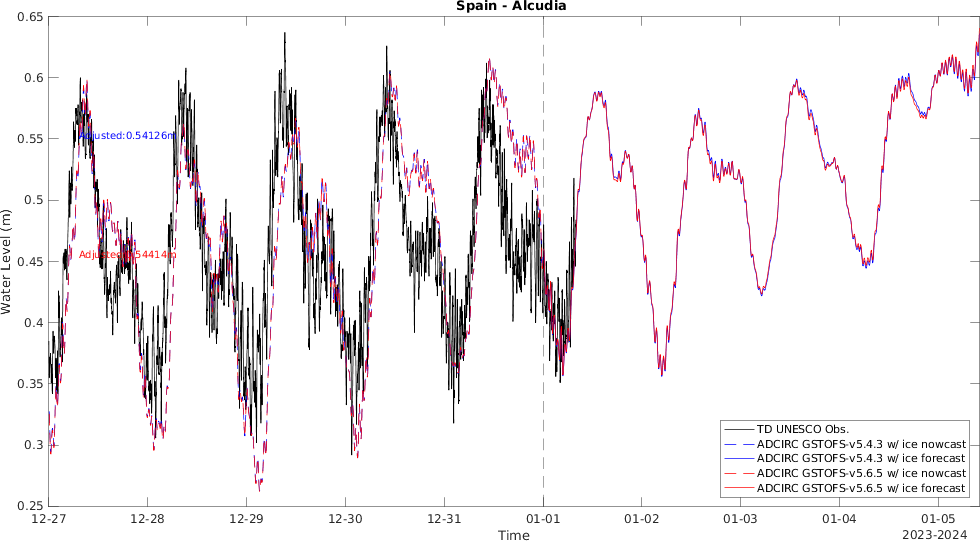 Spain - Alcudia
0.65
0.6
0.55
0.5
0.45
0.4
0.35
0.3
0.25
Water Level (m)
Adjusted:0.54126m
Adjusted:0.54414m
TD UNESCO Obs.
ADCIRC GSTOFS-v5.4.3 w/ ice nowcast
ADCIRC GSTOFS-v5.4.3 w/ ice forecast
ADCIRC GSTOFS-v5.6.5 w/ ice nowcast
ADCIRC GSTOFS-v5.6.5 w/ ice forecast
12-27 12-28 12-29 12-30 12-31 01-01 01-02 01-03 01-04 01-05
Time
2023-2024